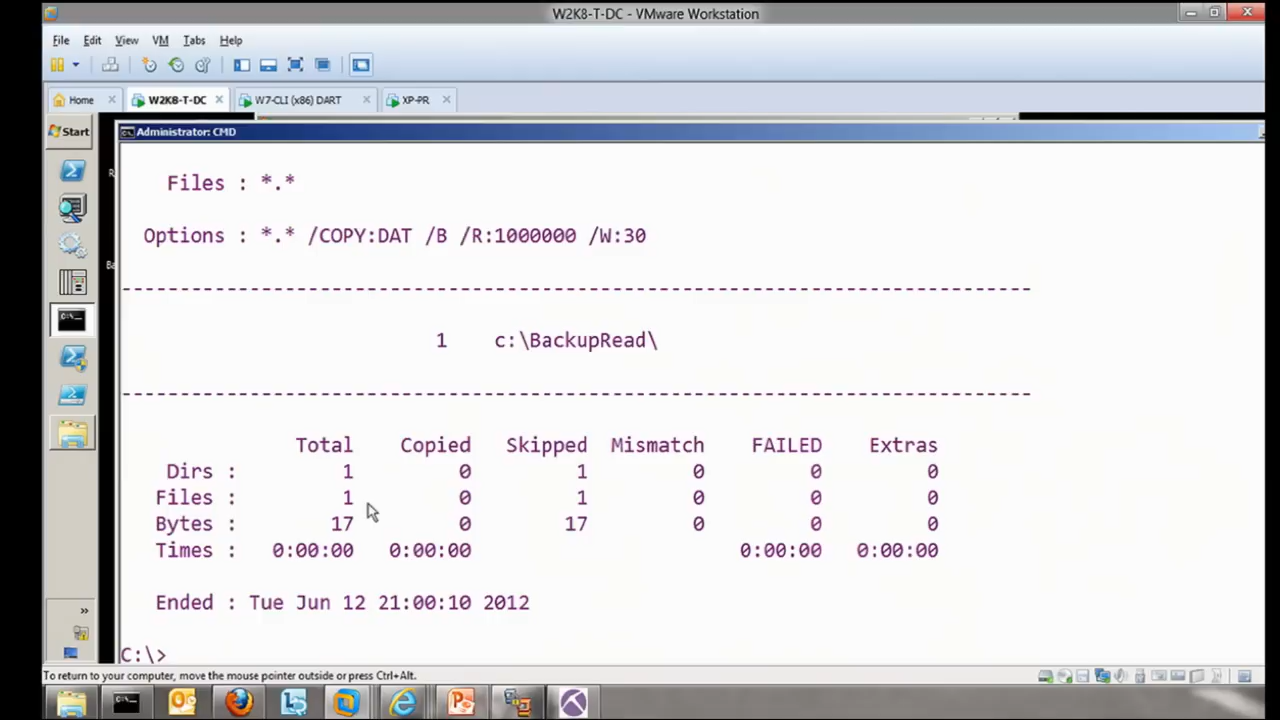 W2K8-T-DC - VMware Workstation
File Edit View VM Tabs Help
Home W2K8-T-DC W7-CLI (x86) DART XP-PR
Start
Administrator: CMD
Files : *.*
Options : *.* /COPY:DAT /B /R:1000000 /W:30
------------------------------------------------------------------------------
1 c:\BackupRead\
------------------------------------------------------------------------------
Total Copied Skipped Mismatch FAILED Extras
Dirs : 1 0 1 0 0 0
Files : 1 0 1 0 0 0
Bytes : 17 0 17 0 0 0
Times : 0:00:00 0:00:00 0:00:00 0:00:00
Ended : Tue Jun 12 21:00:10 2012
C:\>
To return to your computer, move the mouse pointer outside or press Ctrl+Alt.